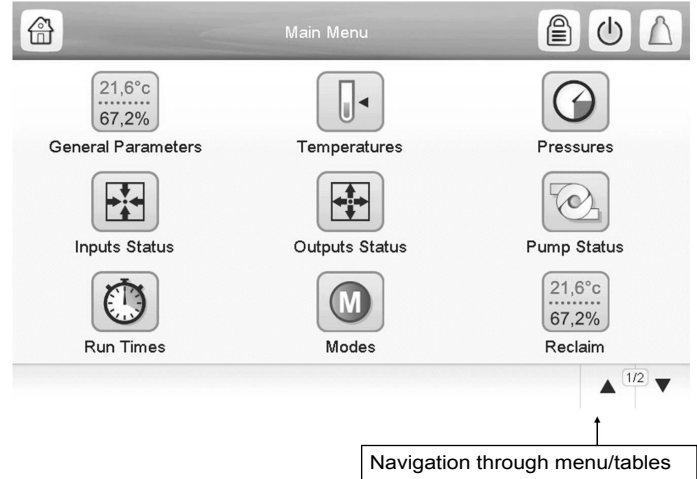 Main Menu
21,6°c
67,2%
General Parameters
Temperatures
Pressures
Inputs Status
Outputs Status
Pump Status
M
21,6°c
67,2%
Run Times
Modes
Reclaim
1/2
Navigation through menu/tables